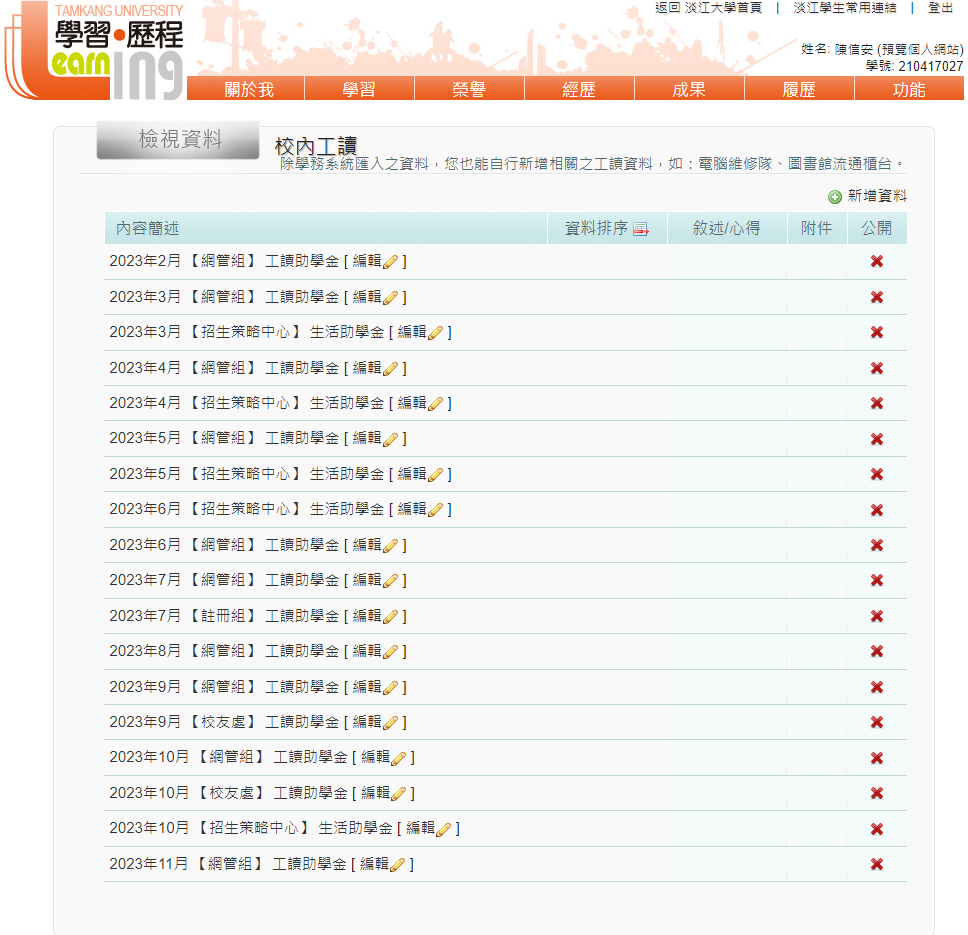 TAMKANG UNIVERSITY
學習•歷程
earning
返回 淡江大學首頁 | 淡江學生常用連結 | 登出
姓名: 陳信安 (預覽個人網站)
學號: 210417027
關於我 學習 榮譽 經歷 成果 履歷 功能
檢視資料
校內工讀
除學務系統匯入之資料，您也能自行新增相關之工讀資料，如：電腦維修隊、圖書館流通櫃台。
新增資料
內容簡述 資料排序 敘述/心得 附件 公開
2023年2月【網管組】 工讀助學金 [ 編輯 ]
2023年3月【網管組】 工讀助學金 [ 編輯 ]
2023年3月【招生策略中心】 生活助學金 [ 編輯 ]
2023年4月【網管組】 工讀助學金 [ 編輯 ]
2023年4月【招生策略中心】 生活助學金 [ 編輯 ]
2023年5月【網管組】 工讀助學金 [ 編輯 ]
2023年5月【招生策略中心】 生活助學金 [ 編輯 ]
2023年6月【招生策略中心】 生活助學金 [ 編輯 ]
2023年6月【網管組】 工讀助學金 [ 編輯 ]
2023年7月【網管組】 工讀助學金 [ 編輯 ]
2023年7月【註冊組】 工讀助學金 [ 編輯 ]
2023年8月【網管組】 工讀助學金 [ 編輯 ]
2023年9月【網管組】 工讀助學金 [ 編輯 ]
2023年9月【校友處】 工讀助學金 [ 編輯 ]
2023年10月【網管組】 工讀助學金 [ 編輯 ]
2023年10月【校友處】 工讀助學金 [ 編輯 ]
2023年10月【招生策略中心】 生活助學金 [ 編輯 ]
2023年11月【網管組】 工讀助學金 [ 編輯 ]